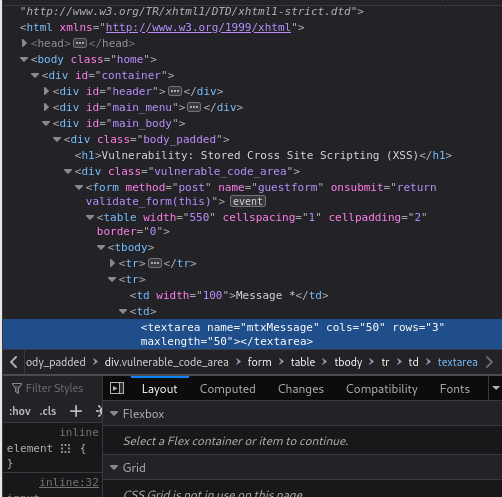 "http://www.w3.org/TR/xhtml1/DTD/xhtml1-strict.dtd">
<html xmlns="http://www.w3.org/1999/xhtml">
<head> ••• </head>
<body class="home">
<div id="container">
<div id="header"> ••• </div>
<div id="main_menu"> ••• </div>
<div id="main_body">
<div class="body_padded">
<h1>Vulnerability: Stored Cross Site Scripting (XSS)</h1>
<div class="vulnerable_code_area">
<form method="post" name="guestform" onsubmit="return
validate_form(this)"> event
<table width="550" cellspacing="1" cellpadding="2"
border="0">
<tbody>
<tr> ••• </tr>
<tr>
<td width="100">Message *</td>
<td>
<textarea name="mtxMessage" cols="50" rows="3"
maxlength="50"></textarea>
ody_padded > div.vulnerable_code_area > form > table > tbody > tr > td > textarea
Filter Styles Layout Computed Changes Compatibility Fonts
:hov .cls + Flexbox
inline
element { Select a Flex container or item to continue.
}
Grid
inline:32
CSS Grid is not in use on this page